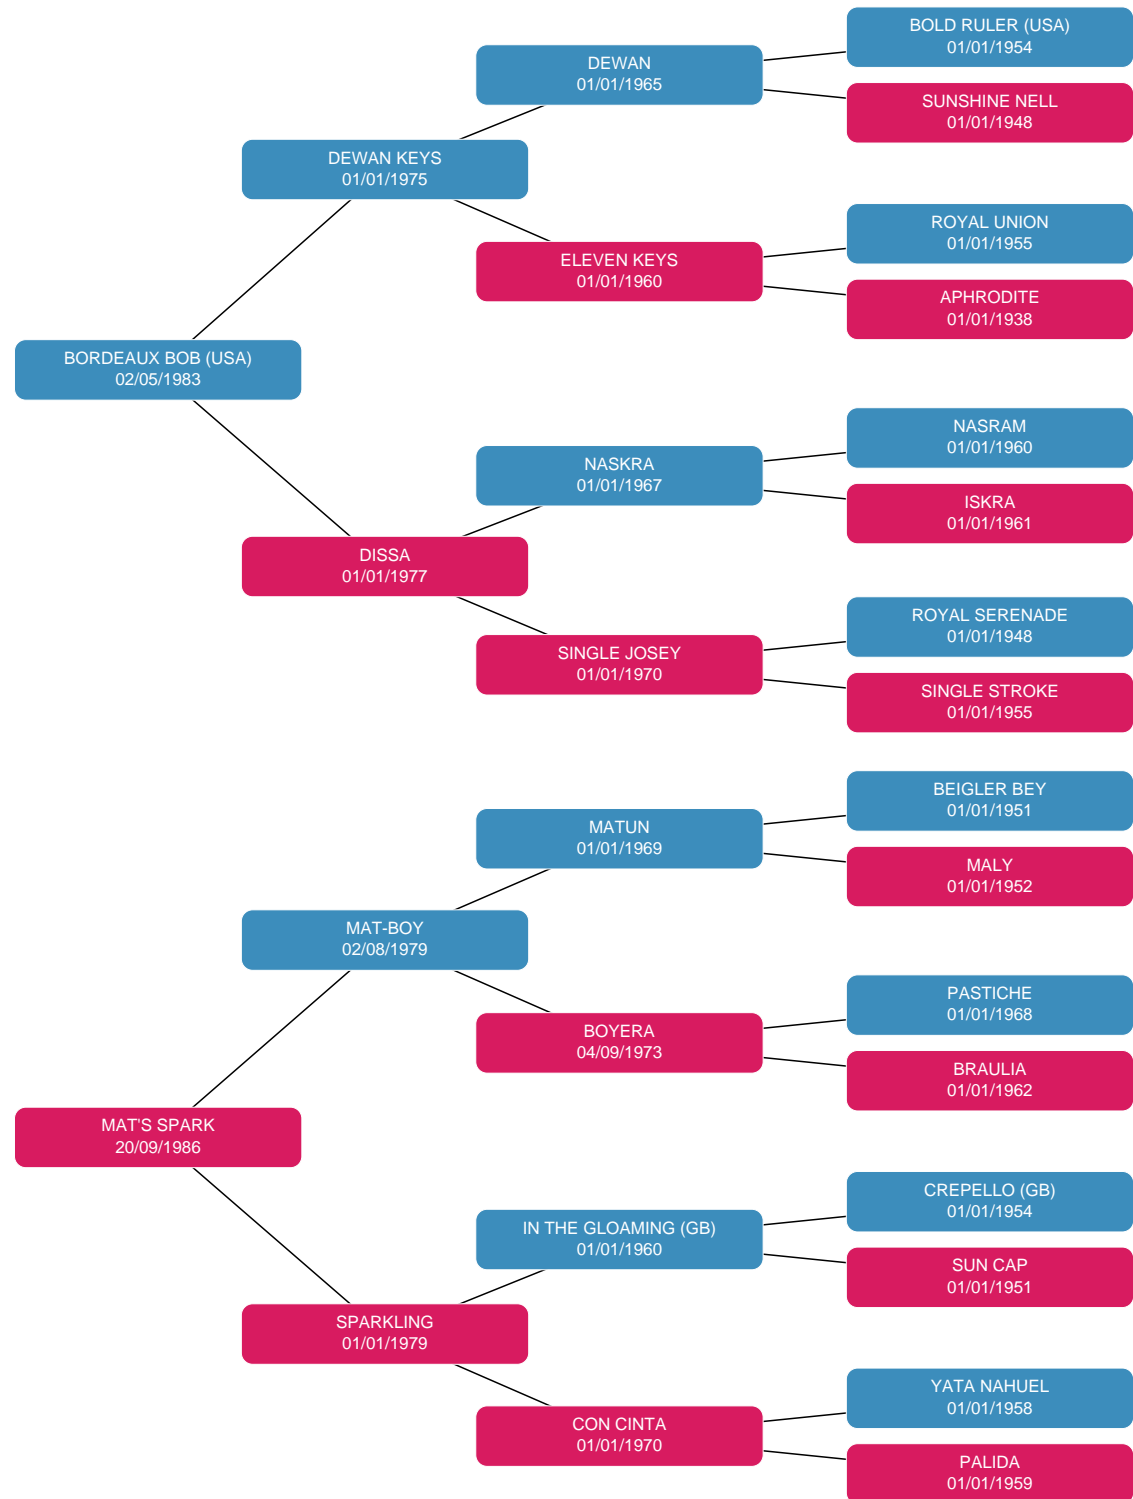 BOLD RULER (USA)
01/01/1954
DEWAN
01/01/1965
SUNSHINE NELL
01/01/1948
DEWAN KEYS
01/01/1975
ROYAL UNION
01/01/1955
ELEVEN KEYS
01/01/1960
APHRODITE
01/01/1938
BORDEAUX BOB (USA)
02/05/1983
NASRAM
01/01/1960
NASKRA
01/01/1967
ISKRA
01/01/1961
DISSA
01/01/1977
ROYAL SERENADE
01/01/1948
SINGLE JOSEY
01/01/1970
SINGLE STROKE
01/01/1955
BEIGLER BEY
01/01/1951
MATUN
01/01/1969
MALY
01/01/1952
MAT-BOY
02/08/1979
PASTICHE
01/01/1968
BOYERA
04/09/1973
BRAULIA
01/01/1962
MAT'S SPARK
20/09/1986
CREPELLO (GB)
01/01/1954
IN THE GLOAMING (GB)
01/01/1960
SUN CAP
01/01/1951
SPARKLING
01/01/1979
YATA NAHUEL
01/01/1958
CON CINTA
01/01/1970
PALIDA
01/01/1959